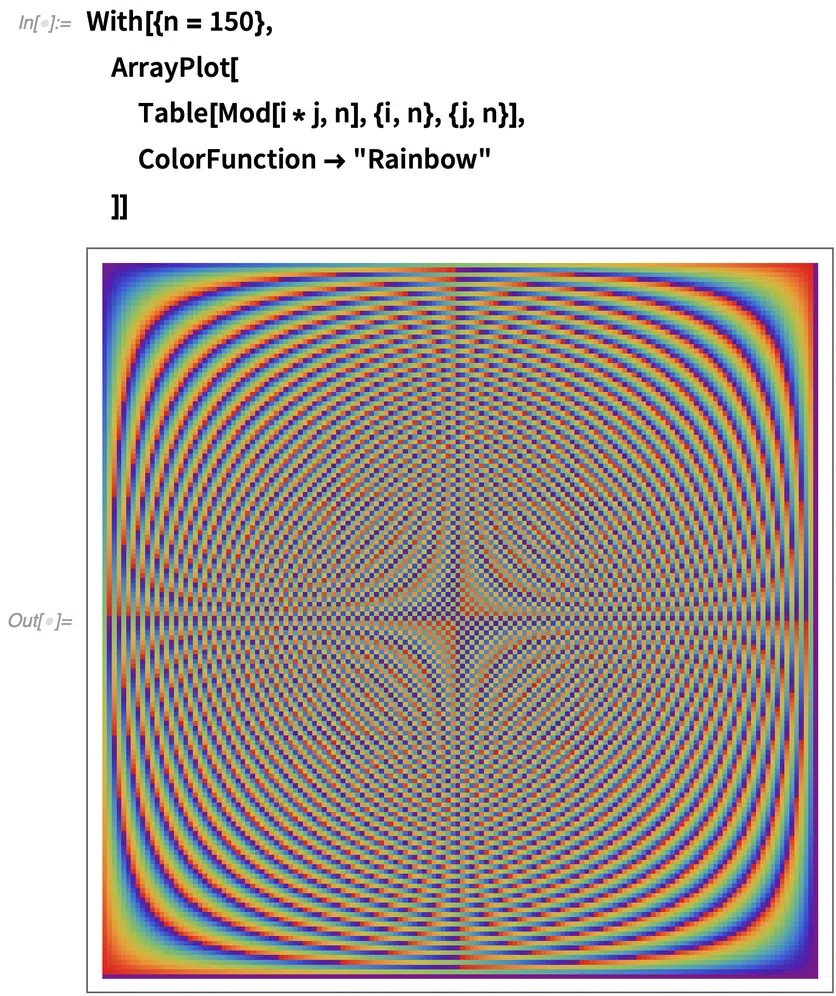 In[•]:= With[{n = 150},
ArrayPlot[
Table[Mod[i * j, n], {i, n}, {j, n}],
ColorFunction → "Rainbow"
]]
Out[•]=